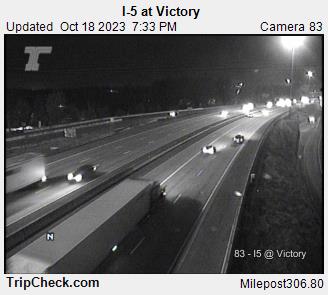 I-5 at Victory
Updated Oct 18 2023 7:33 PM Camera 83
T
N
83 - I5 @ Victory
TripCheck.com Milepost306.80